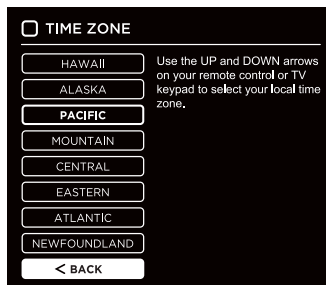 TIME ZONE
HAWAII
ALASKA
PACIFIC
MOUNTAIN
CENTRAL
EASTERN
ATLANTIC
NEWFOUNDLAND
< BACK
Use the UP and DOWN arrows
on your remote control or TV
keypad to select your local time
zone.